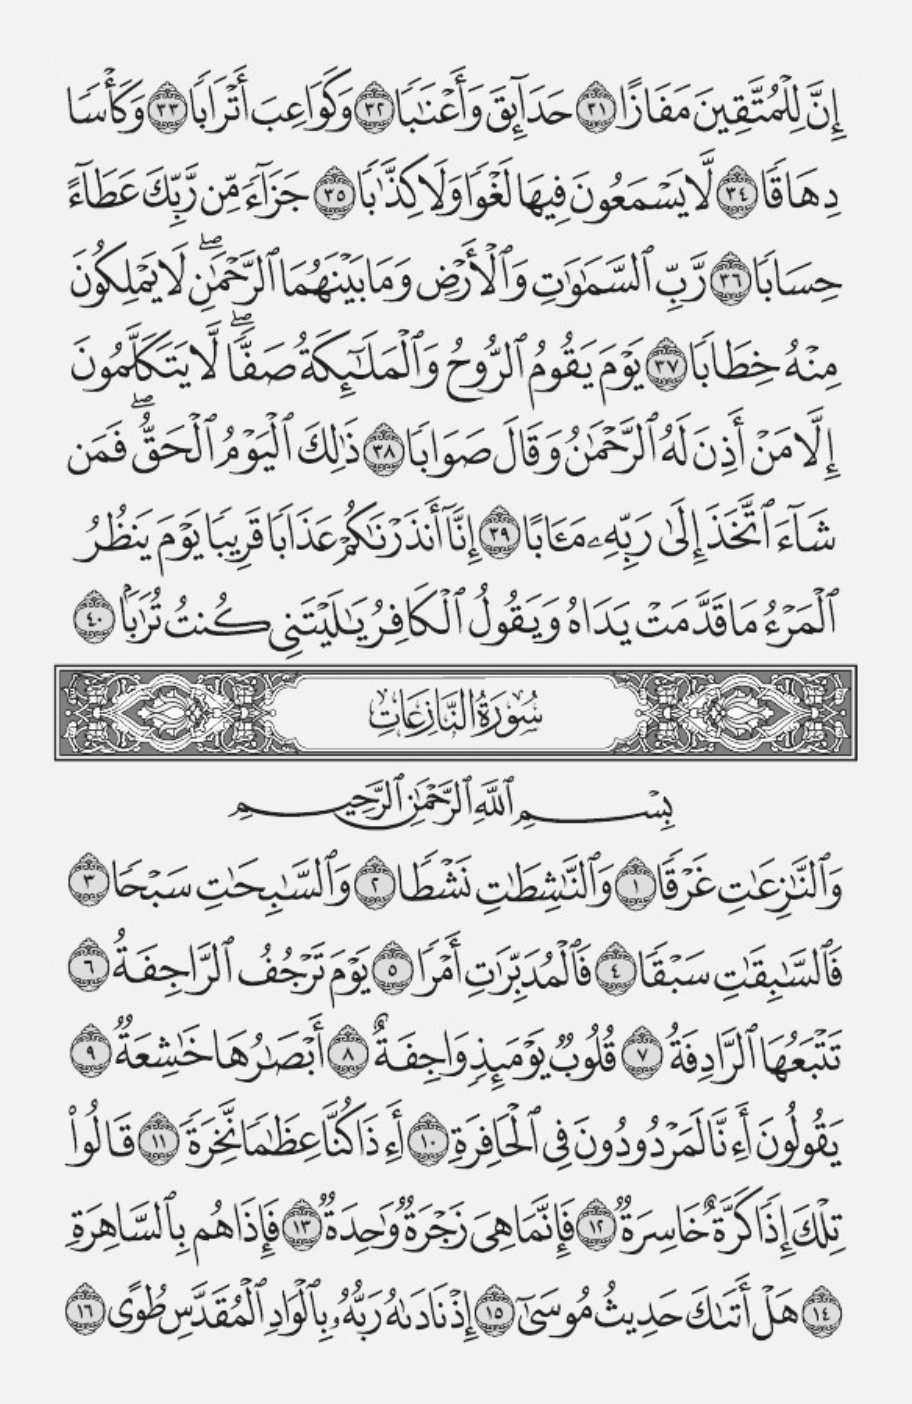 إِنَّ لِلۡمُتَّقِينَ مَفَازًا ٣١ حَدَآئِقَ وَأَعۡنَٰبٗا ٣٢ وَكَوَاعِبَ أَتۡرَابٗا ٣٣ وَكَأۡسٗا
دِهَاقٗا ٣٤ لَّا يَسۡمَعُونَ فِيهَا لَغۡوٗا وَلَا كِذَّٰبٗا ٣٥ جَزَآءٗ مِّن رَّبِّكَ عَطَآءً
حِسَابٗا ٣٦ رَّبِّ ٱلسَّمَٰوَٰتِ وَٱلۡأَرۡضِ وَمَا بَيۡنَهُمَا ٱلرَّحۡمَٰنِۖ لَا يَمۡلِكُونَ
مِنۡهُ خِطَابٗا ٣٧ يَوۡمَ يَقُومُ ٱلرُّوحُ وَٱلۡمَلَٰٓئِكَةُ صَفّٗاۖ لَّا يَتَكَلَّمُونَ
إِلَّا مَنۡ أَذِنَ لَهُ ٱلرَّحۡمَٰنُ وَقَالَ صَوَابٗا ٣٨ ذَٰلِكَ ٱلۡيَوۡمُ ٱلۡحَقُّۖ فَمَن
شَآءَ ٱتَّخَذَ إِلَىٰ رَبِّهِۦ مَـَٔابًا ٣٩ إِنَّآ أَنذَرۡنَٰكُمۡ عَذَابٗا قَرِيبٗا يَوۡمَ يَنظُرُ
ٱلۡمَرۡءُ مَا قَدَّمَتۡ يَدَاهُ وَيَقُولُ ٱلۡكَافِرُ يَٰلَيۡتَنِي كُنتُ تُرَٰبَۢا ٤٠
سُورَةُ النَّازِعَاتِ
بِسۡمِ ٱللَّهِ ٱلرَّحۡمَٰنِ ٱلرَّحِيمِ
وَٱلنَّٰزِعَٰتِ غَرۡقٗا ١ وَٱلنَّٰشِطَٰتِ نَشۡطٗا ٢ وَٱلسَّٰبِحَٰتِ سَبۡحٗا ٣
فَٱلسَّٰبِقَٰتِ سَبۡقٗا ٤ فَٱلۡمُدَبِّرَٰتِ أَمۡرٗا ٥ يَوۡمَ تَرۡجُفُ ٱلرَّاجِفَةُ ٦
تَتۡبَعُهَا ٱلرَّادِفَةُ ٧ قُلُوبٞ يَوۡمَئِذٖ وَاجِفَةٌ ٨ أَبۡصَٰرُهَا خَٰشِعَةٞ ٩
يَقُولُونَ أَءِنَّا لَمَرۡدُودُونَ فِي ٱلۡحَافِرَةِ ١٠ أَءِذَا كُنَّا عِظَٰمٗا نَّخِرَةٗ ١١ قَالُواْ
تِلۡكَ إِذٗا كَرَّةٌ خَاسِرَةٞ ١٢ فَإِنَّمَا هِيَ زَجۡرَةٞ وَٰحِدَةٞ ١٣ فَإِذَا هُم بِٱلسَّاهِرَةِ
١٤ هَلۡ أَتَىٰكَ حَدِيثُ مُوسَىٰٓ ١٥ إِذۡ نَادَىٰهُ رَبُّهُۥ بِٱلۡوَادِ ٱلۡمُقَدَّسِ طُوًى ١٦